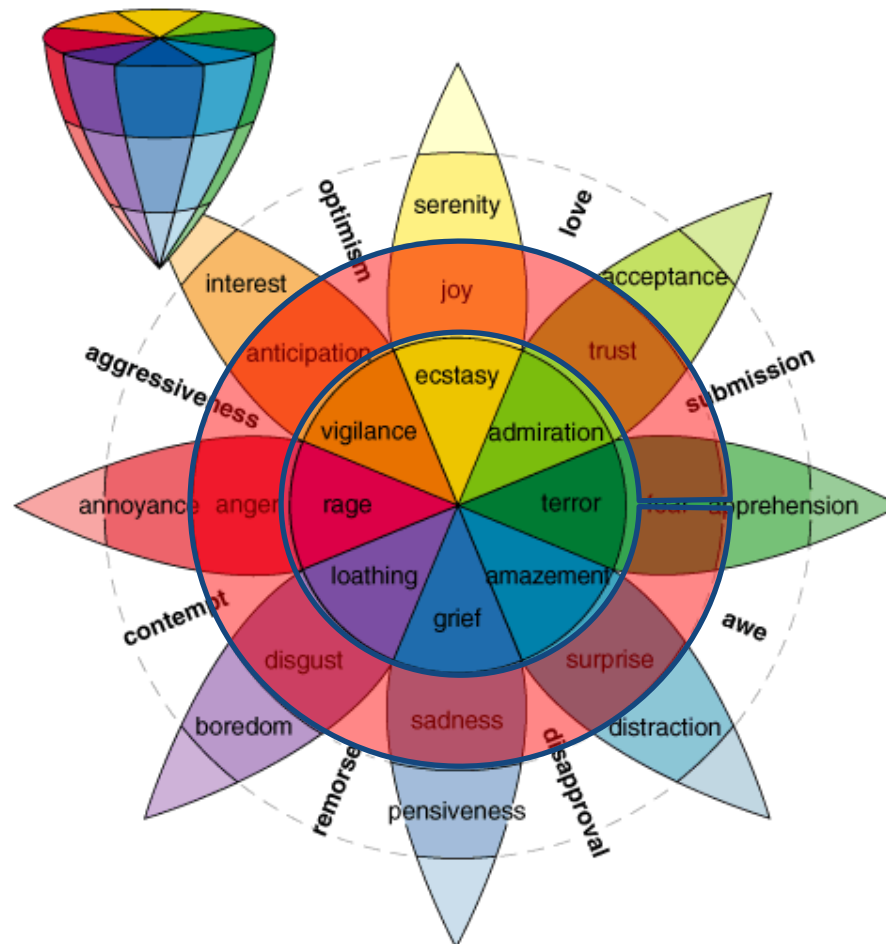 optimism
love
serenity
interest
acceptance
joy
anticipation
trust
aggressiveness
submission
ecstasy
vigilance
admiration
annoyance
anger
rage
terror
fear
apprehension
loathing
amazement
contempt
grief
awe
disgust
surprise
boredom
sadness
distraction
remorse
disapproval
pensiveness